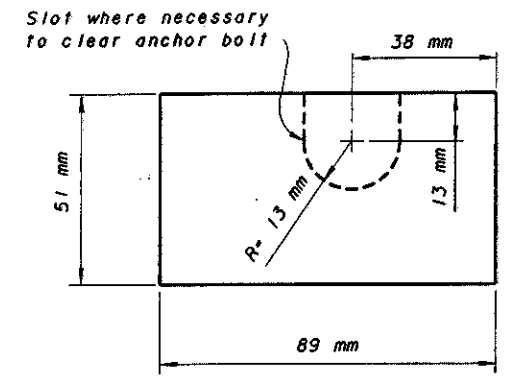 Slot where necessary
to clear anchor bolt
38 mm
51 mm
13 mm
R= 13 mm
89 mm